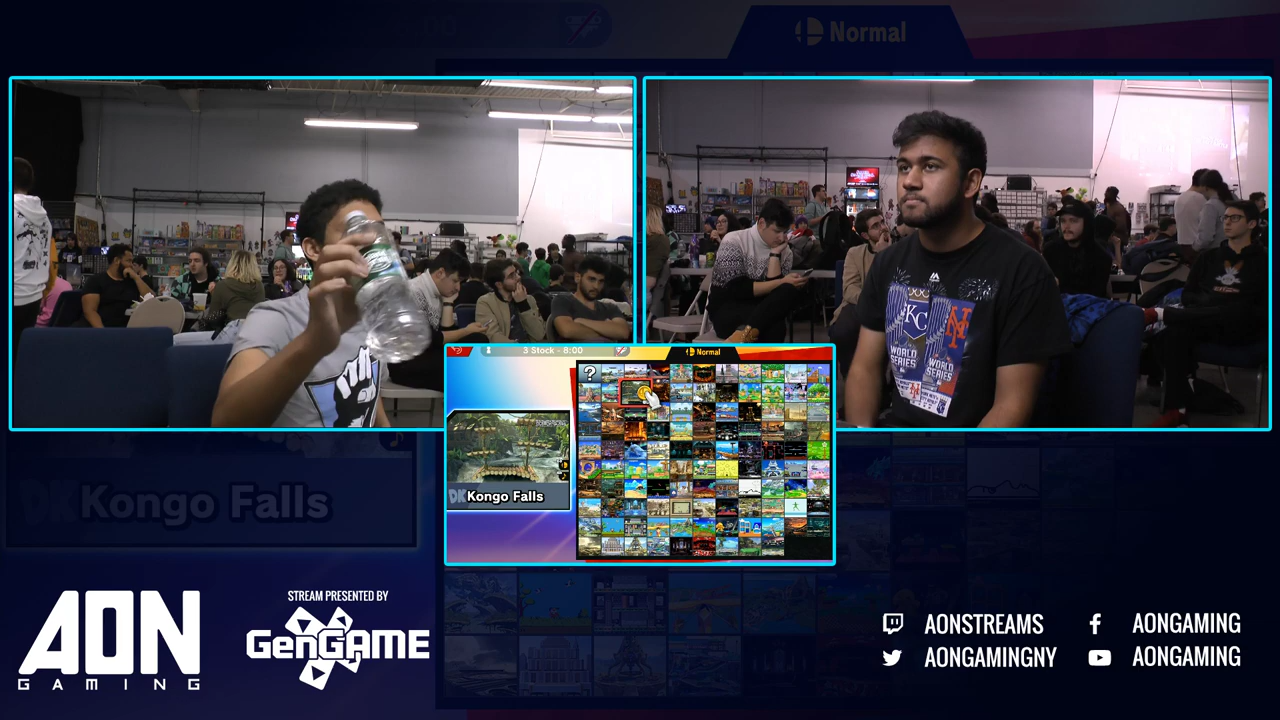 Normal
3 Stock - 8:00
Normal
KC
WORLD SERIES
WORLD SERIES
?
DK Kongo Falls
Kongo Falls
AON
GAMING
STREAM PRESENTED BY
GenGAME
AONSTREAMS
AONGAMING
AONGAMINGNY
AONGAMING